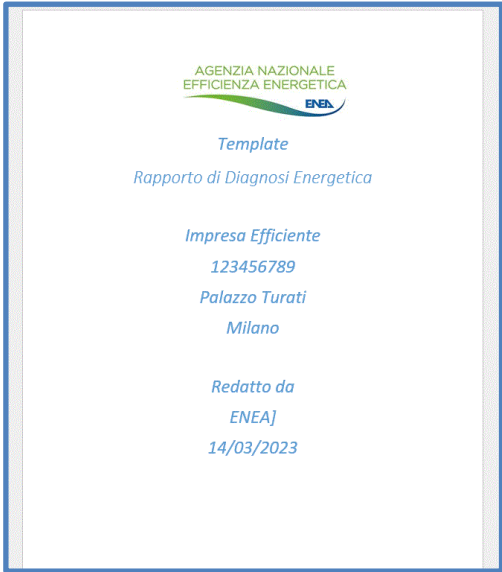 AGENZIA NAZIONALE
EFFICIENZA ENERGETICA
ENEA
Template
Rapporto di Diagnosi Energetica
Impresa Efficiente
123456789
Palazzo Turati
Milano
Redatto da
ENEA]
14/03/2023